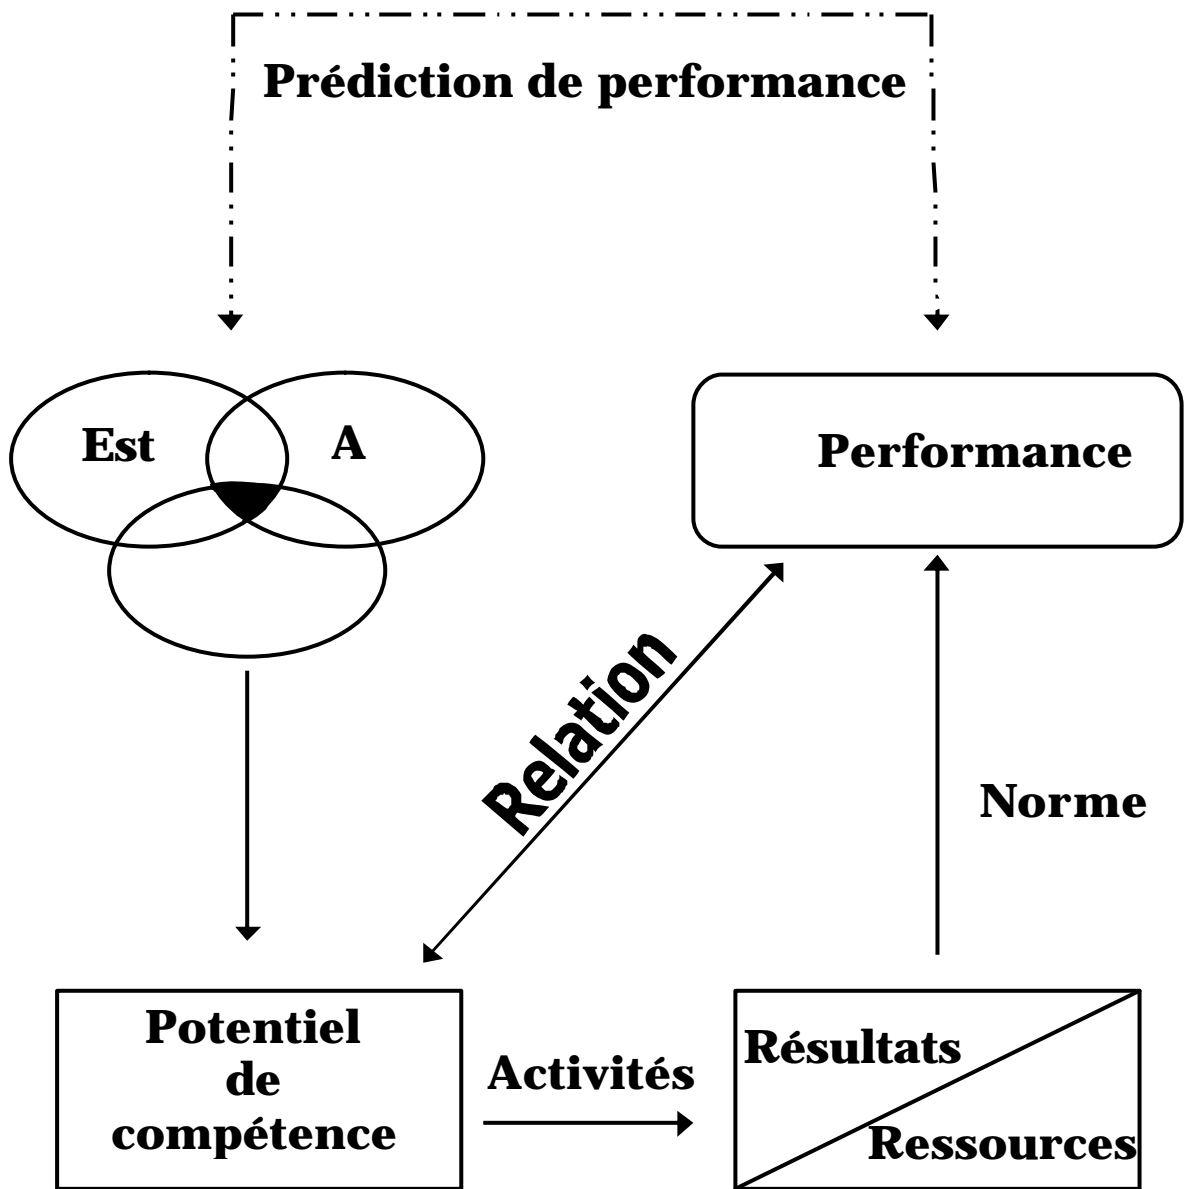 Prédiction de performance
Est
A
Performance
Relation
Norme
Potentiel
de
compétence
Activités
Résultats
Ressources